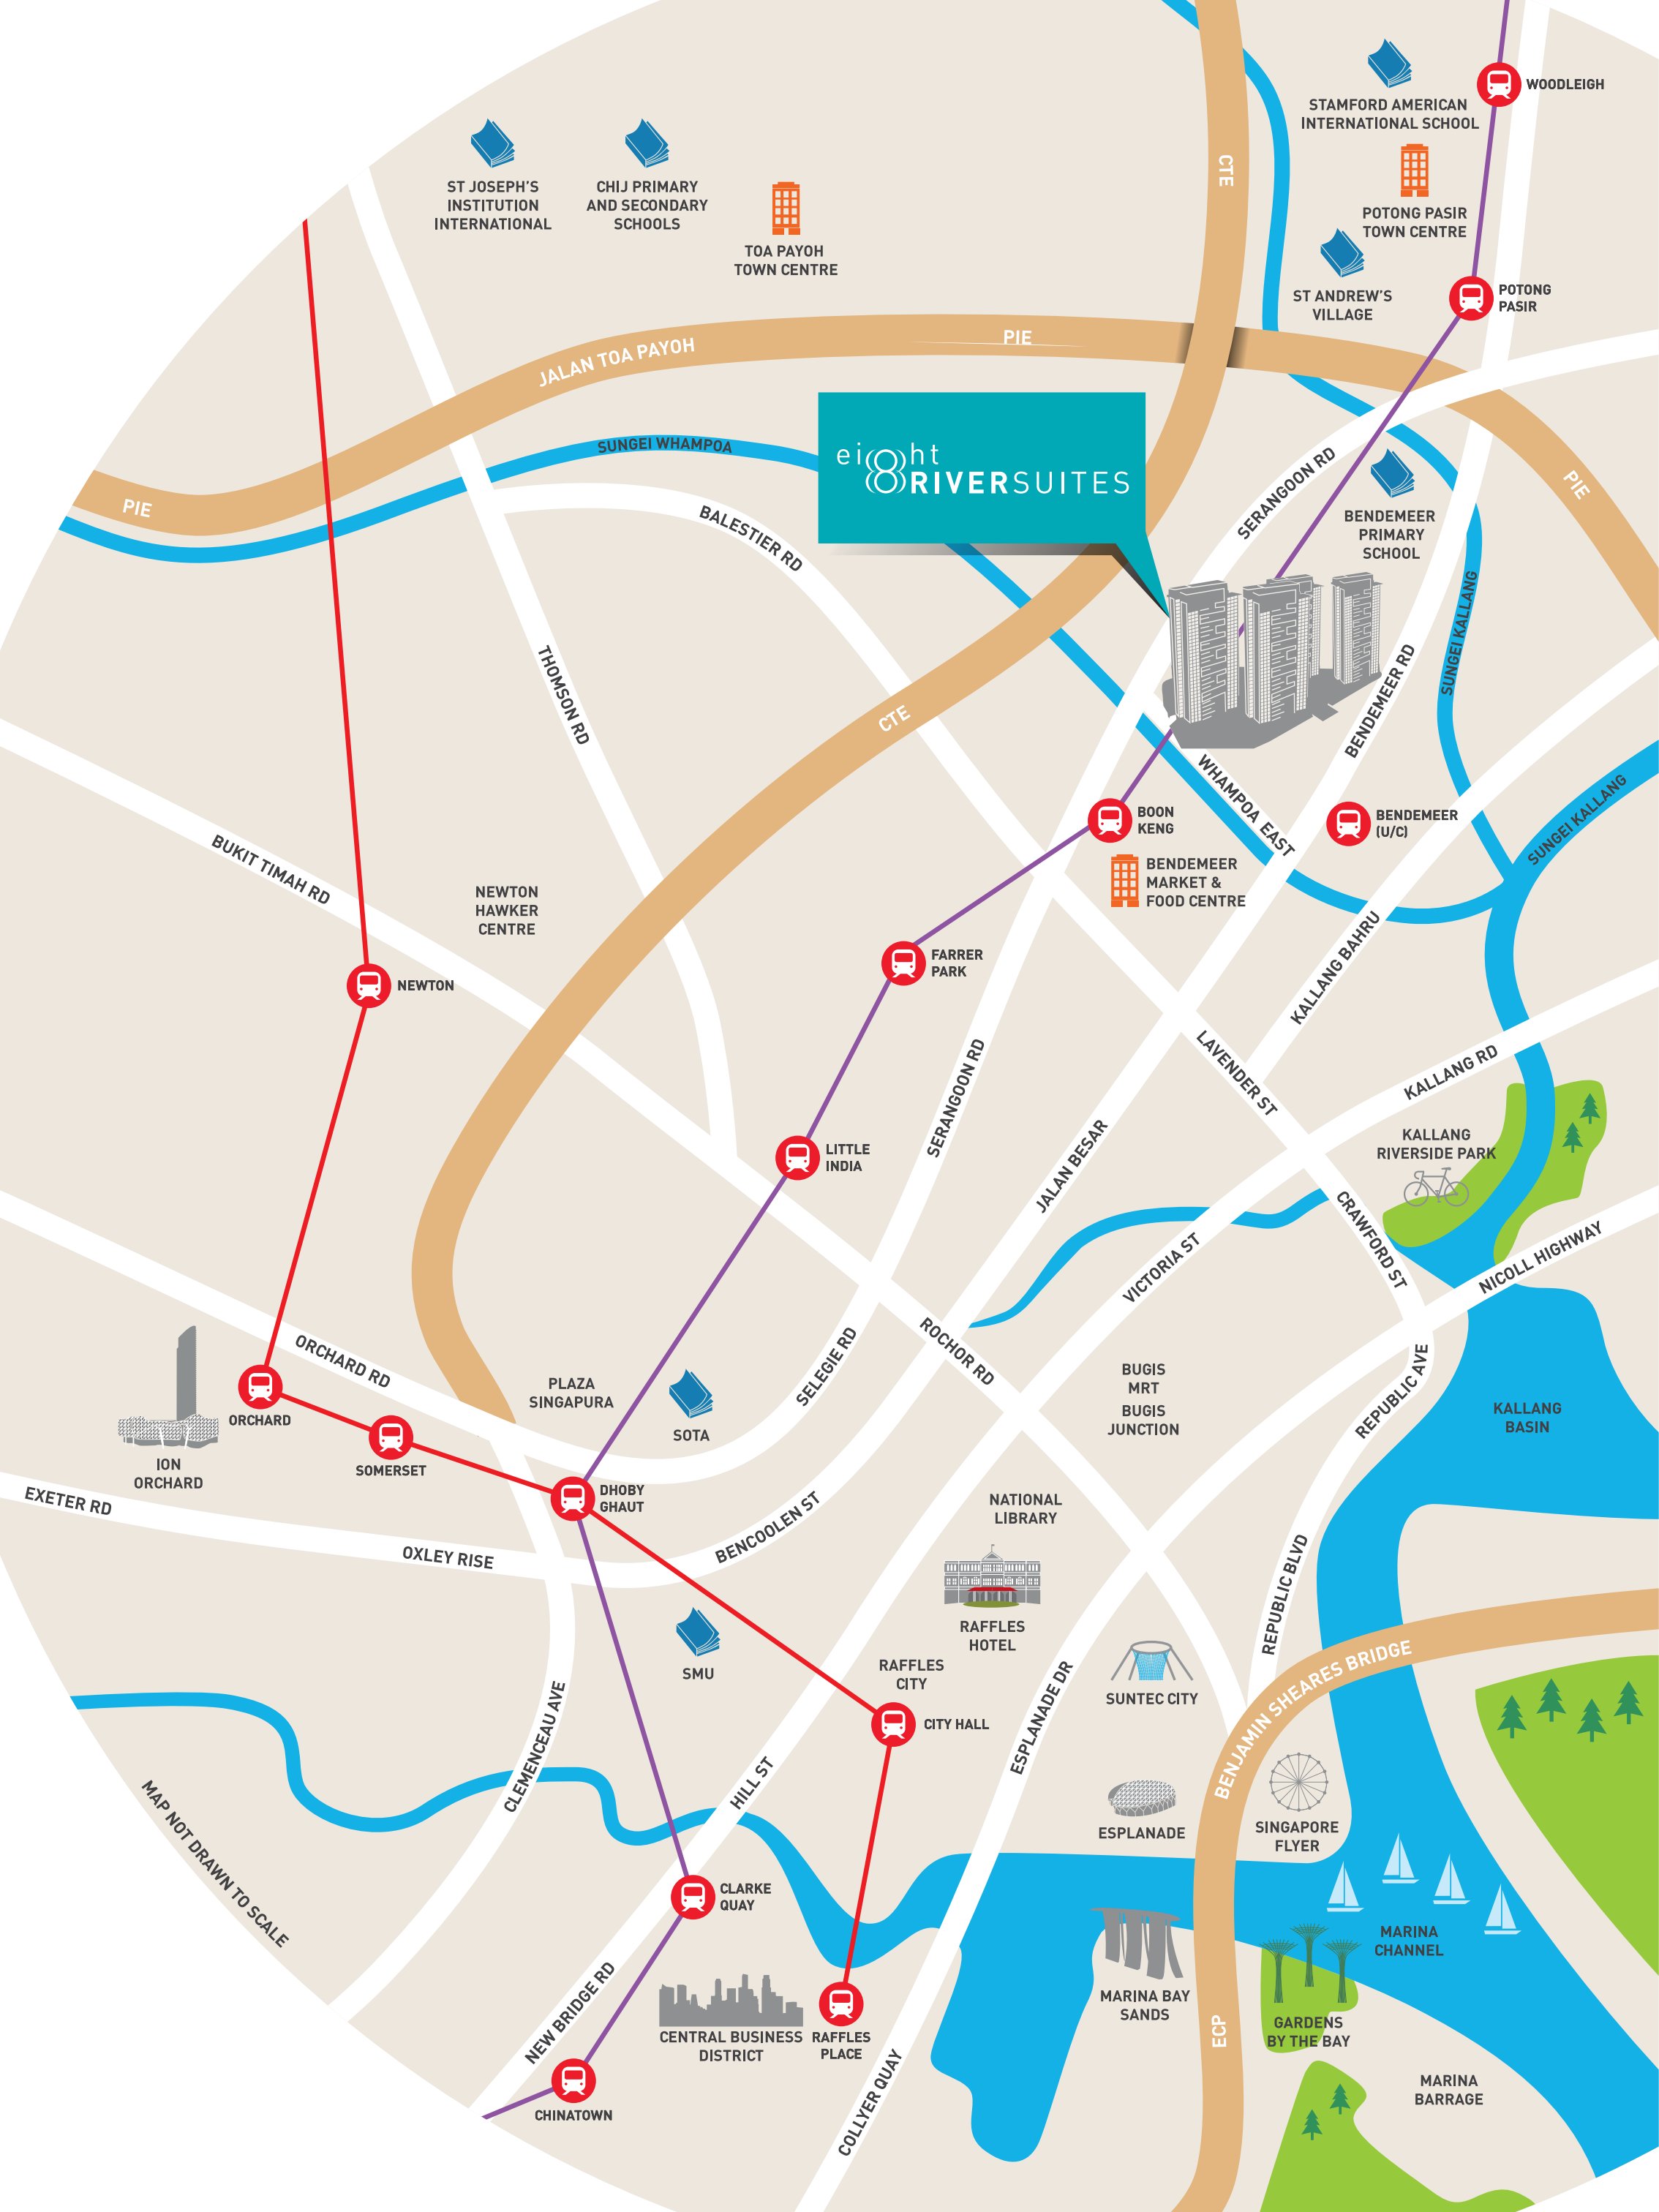 WOODLEIGH
STAMFORD AMERICAN
INTERNATIONAL SCHOOL
CTE
ST JOSEPH'S
INSTITUTION
INTERNATIONAL
CHIJ PRIMARY
AND SECONDARY
SCHOOLS
TOA PAYOH
TOWN CENTRE
POTONG PASIR
TOWN CENTRE
ST ANDREW'S
VILLAGE
POTONG
PASIR
JALAN TOA PAYOH
PIE
PIE
SUNGEI WHAMPOA
ei8ht
RIVERSUITES
SERANGOON RD
PIE
BALESTIER RD
BENDEMEER
PRIMARY
SCHOOL
SUNGEI KALLANG
THOMSON RD
CTE
BENDEMEER RD
WHAMPOA EAST
SUNGEI KALLANG
BOON
KENG
BENDEMEER
(U/C)
BENDEMEER
MARKET &
FOOD CENTRE
BUKIT TIMAH RD
NEWTON
HAWKER
CENTRE
KALLANG BAHRU
FARRER
PARK
NEWTON
SERANGOON RD
LAVENDER ST
KALLANG RD
LITTLE
INDIA
JALAN BESAR
KALLANG
RIVERSIDE PARK
CRAWFORD ST
VICTORIA ST
NICOLL HIGHWAY
ORCHARD RD
ROCHOR RD
SELEGIE RD
PLAZA
SINGAPURA
SOTA
BUGIS
MRT
BUGIS
JUNCTION
REPUBLIC AVE
KALLANG
BASIN
ORCHARD
ION
ORCHARD
SOMERSET
DHOBY
GHAUT
EXETER RD
OXLEY RISE
BENCOOLEN ST
NATIONAL
LIBRARY
RAFFLES
HOTEL
REPUBLIC BLVD
SMU
RAFFLES
CITY
CITY HALL
ESPLANADE DR
SUNTEC CITY
BENJAMIN SHEARES BRIDGE
CLEMENCEAU AVE
HILL ST
ESPLANADE
SINGAPORE
FLYER
MAP NOT DRAWN TO SCALE
CLARKE
QUAY
MARINA
CHANNEL
NEW BRIDGE RD
CENTRAL BUSINESS
DISTRICT
RAFFLES
PLACE
MARINA BAY
SANDS
ECP
GARDENS
BY THE BAY
CHINATOWN
COLLYER QUAY
MARINA
BARRAGE